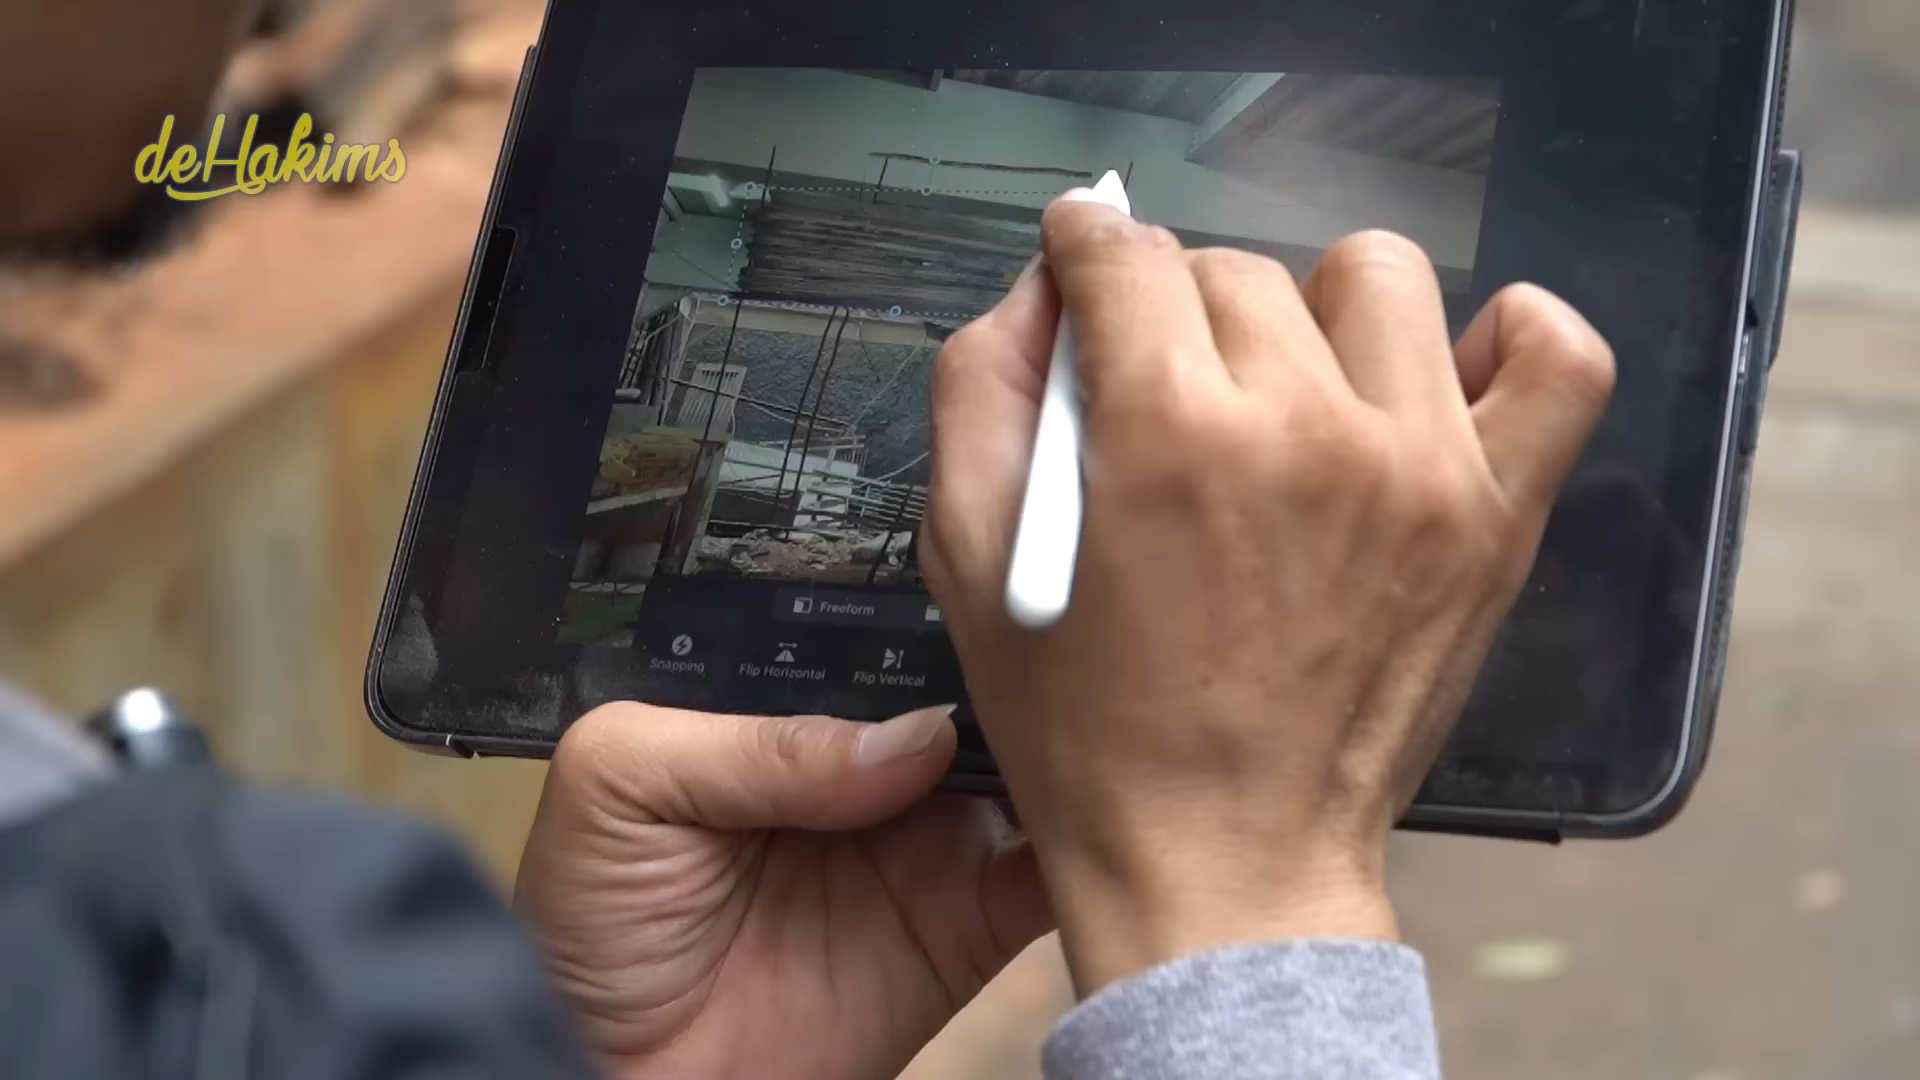 deHakims
Freeform
Snapping
Flip Horizontal
Flip Vertical